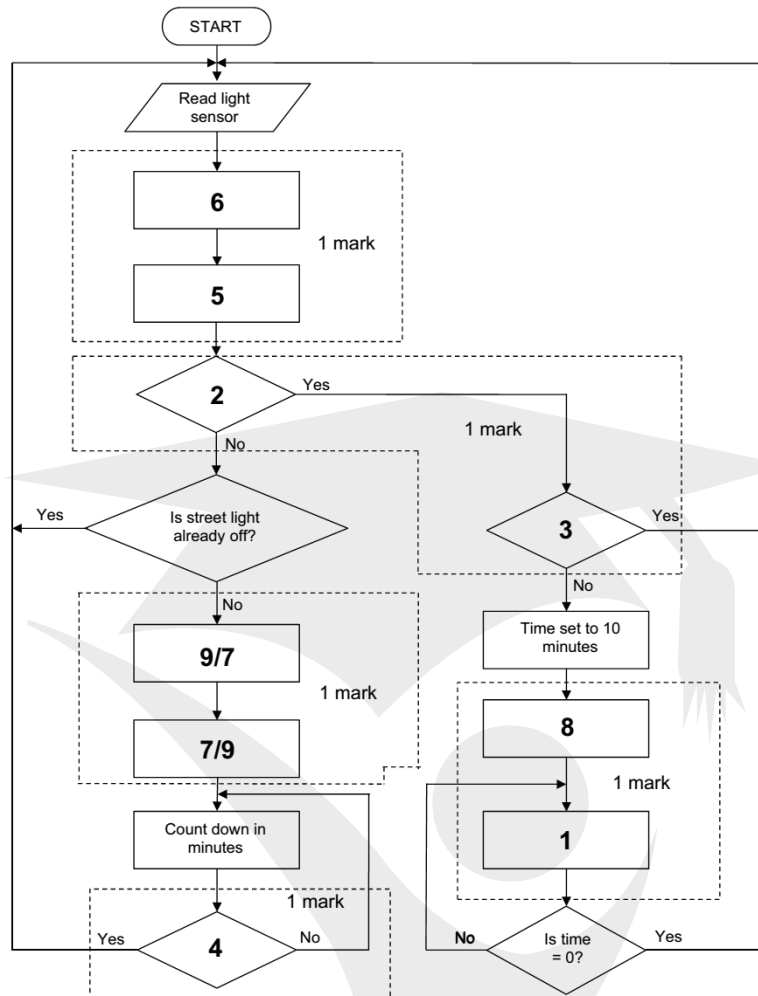 START
Read light
sensor
6
1 mark
5
2
Yes
1 mark
No
Yes
Is street light
already off?
3
Yes
No
No
9/7
Time set to 10
minutes
1 mark
7/9
8
1 mark
Count down in
minutes
1
1 mark
Yes
4
No
No
Is time
= 0?
Yes